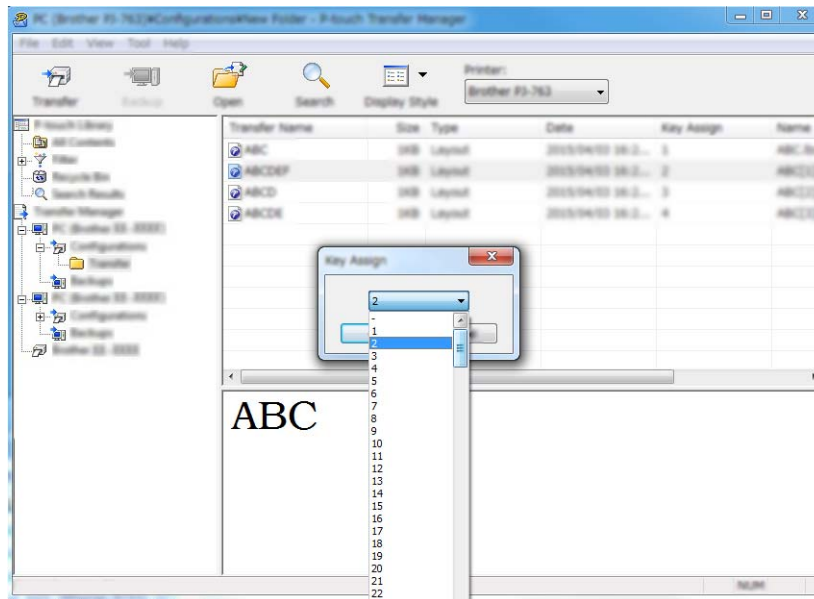 PC (Brother PJ-763)¥Configurations¥New Folder - P-touch Transfer Manager
File Edit View Tool Help
Transfer Backup Open Search Display Style Printer:
Brother PJ-763
P-touch Library
All Contents
Filter
Recycle Bin
Search Results
Transfer Manager
Configurations
Transfer
Backups
Configurations
Backups
Transfer Name Size Type Date Key Assign Name
ABC 1KB Layout 1
ABCDEF 1KB Layout 2
ABCD 1KB Layout 3
ABCDE 1KB Layout 4
Key Assign
2
-
1
2
3
4
5
6
7
8
9
10
11
12
13
14
15
16
17
18
19
20
21
22
ABC
NUM